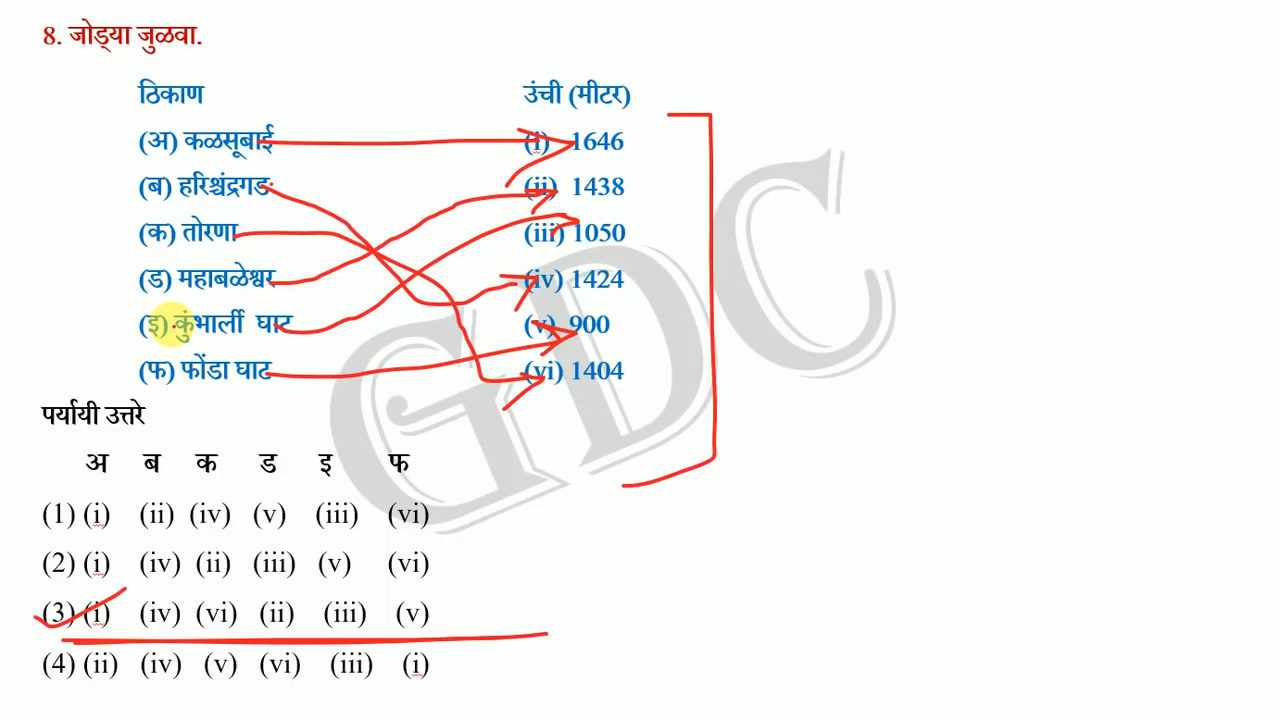 8. जोड्या जुळवा.
ठिकाण उंची (मीटर)
(अ) कळसूबाई (i) 1646
(ब) हरिश्चंद्रगड (ii) 1438
(क) तोरणा (iii) 1050
(ड) महाबळेश्वर (iv) 1424
(इ) कुंभार्ली घाट (v) 900
(फ) फोंडा घाट (vi) 1404
पर्यायी उत्तरे
अ ब क ड इ फ
(1) (i) (ii) (iv) (v) (iii) (vi)
(2) (i) (iv) (ii) (iii) (v) (vi)
(3) (i) (iv) (vi) (ii) (iii) (v)
(4) (ii) (iv) (v) (vi) (iii) (i)
GDC